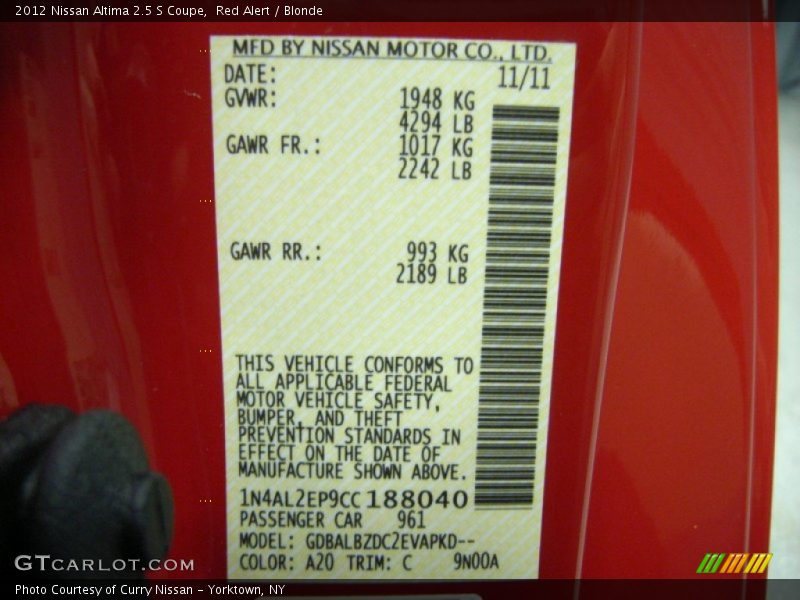 2012 Nissan Altima 2.5 S Coupe,  Red Alert / Blonde
MFD BY NISSAN MOTOR CO., LTD.
DATE: 11/11
GVWR: 1948 KG
4294 LB
GAWR FR.: 1017 KG
2242 LB
GAWR RR.: 993 KG
2189 LB
THIS VEHICLE CONFORMS TO
ALL APPLICABLE FEDERAL
MOTOR VEHICLE SAFETY,
BUMPER, AND THEFT
PREVENTION STANDARDS IN
EFFECT ON THE DATE OF
MANUFACTURE SHOWN ABOVE.
1N4AL2EP9CC188040
PASSENGER CAR 961
MODEL: GDBALBZDC2EVAPKD--
COLOR: A20 TRIM: C 9N00A
GTcarlot.com
Photo Courtesy of Curry Nissan – Yorktown, NY